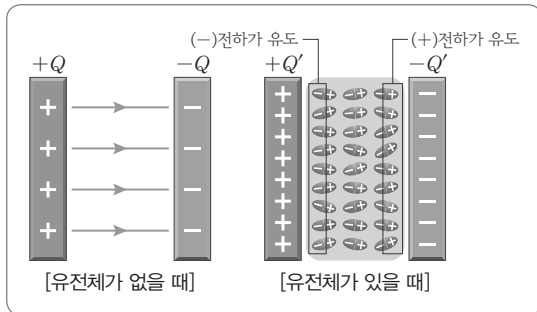 (-)전하가 유도
(+)전하가 유도
+Q
-Q
+Q′
-Q′
[유전체가 없을 때]
[유전체가 있을 때]